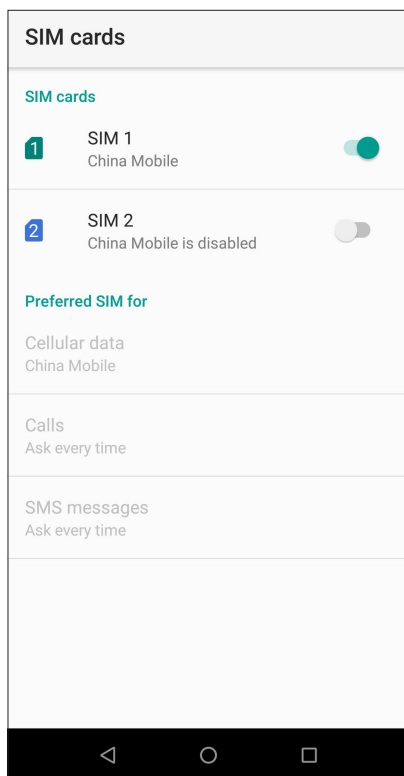 SIM cards
SIM cards
1
SIM 1
China Mobile
2
SIM 2
China Mobile is disabled
Preferred SIM for
Cellular data
China Mobile
Calls
Ask every time
SMS messages
Ask every time